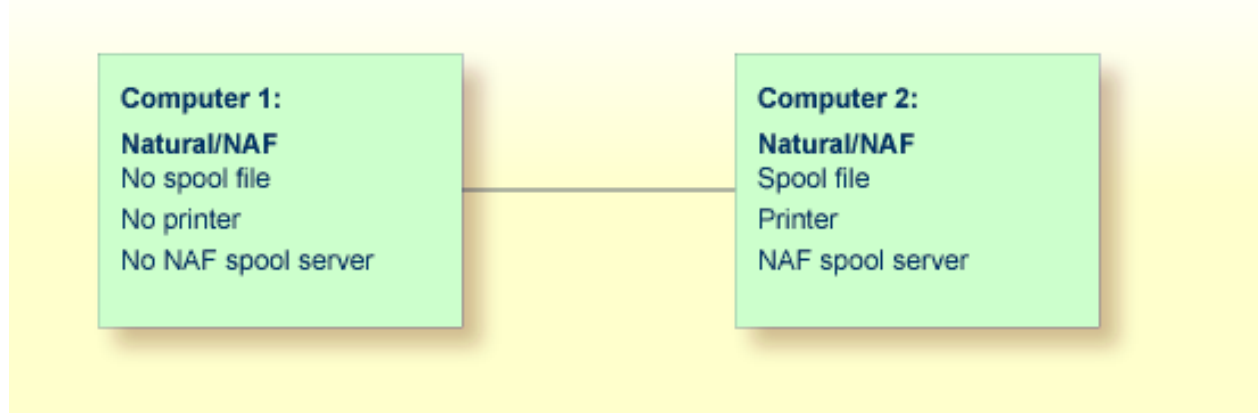 Computer 1:
Natural/NAF
No spool file
No printer
No NAF spool server
Computer 2:
Natural/NAF
Spool file
Printer
NAF spool server